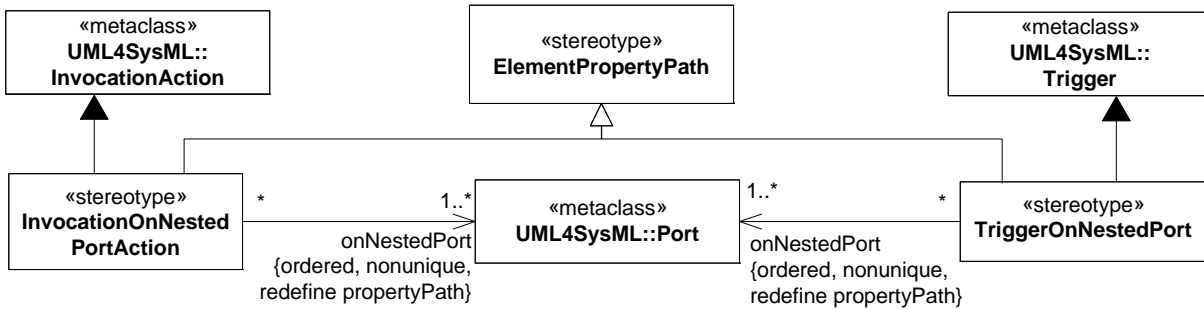 «metaclass»
UML4SysML::
InvocationAction
«stereotype»
ElementPropertyPath
«metaclass»
UML4SysML::
Trigger
«stereotype»
InvocationOnNested
PortAction
*
1..*
onNestedPort
{ordered, nonunique,
redefine propertyPath}
«metaclass»
UML4SysML::Port
1..*
*
onNestedPort
{ordered, nonunique,
redefine propertyPath}
«stereotype»
TriggerOnNestedPort